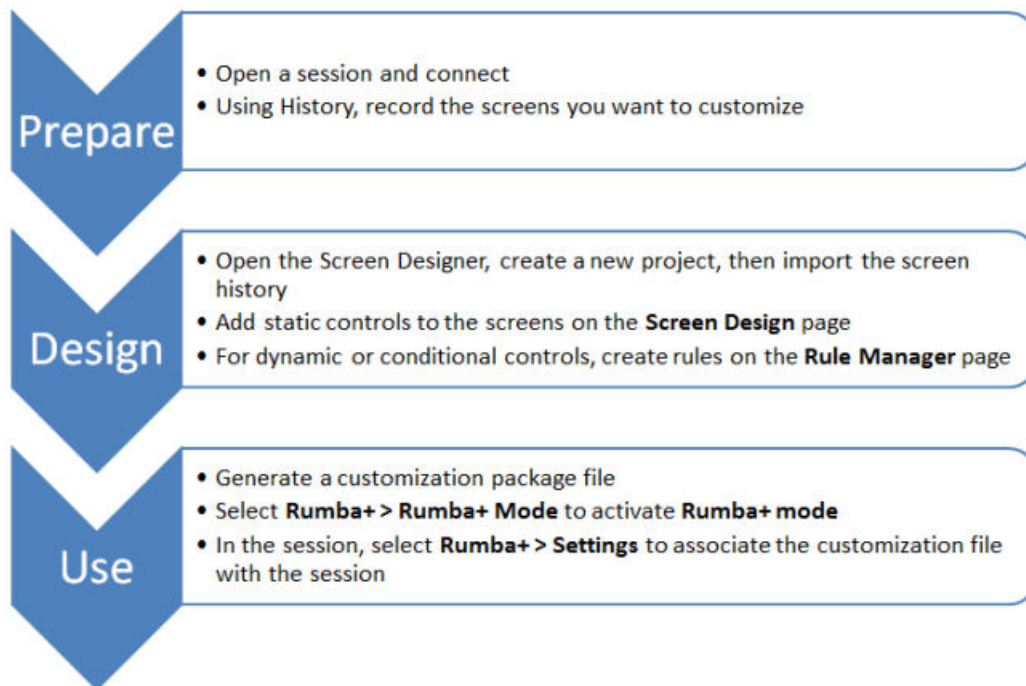 Prepare
• Open a session and connect
• Using History, record the screens you want to customize
Design
• Open the Screen Designer, create a new project, then import the screen
history
• Add static controls to the screens on the Screen Design page
• For dynamic or conditional controls, create rules on the Rule Manager page
Use
• Generate a customization package file
• Select Rumba+ > Rumba+ Mode to activate Rumba+ mode
• In the session, select Rumba+ > Settings to associate the customization file
with the session